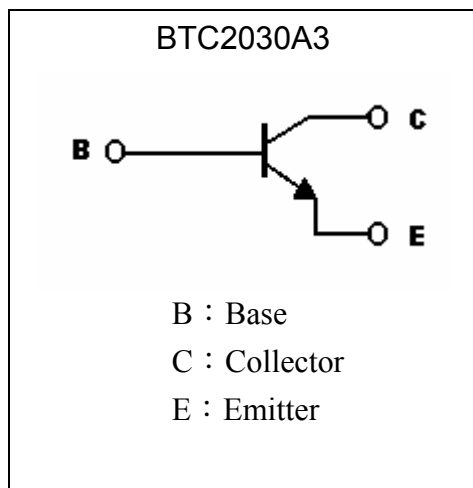 BTC2030A3
C
B
E
B：Base
C：Collector
E：Emitter